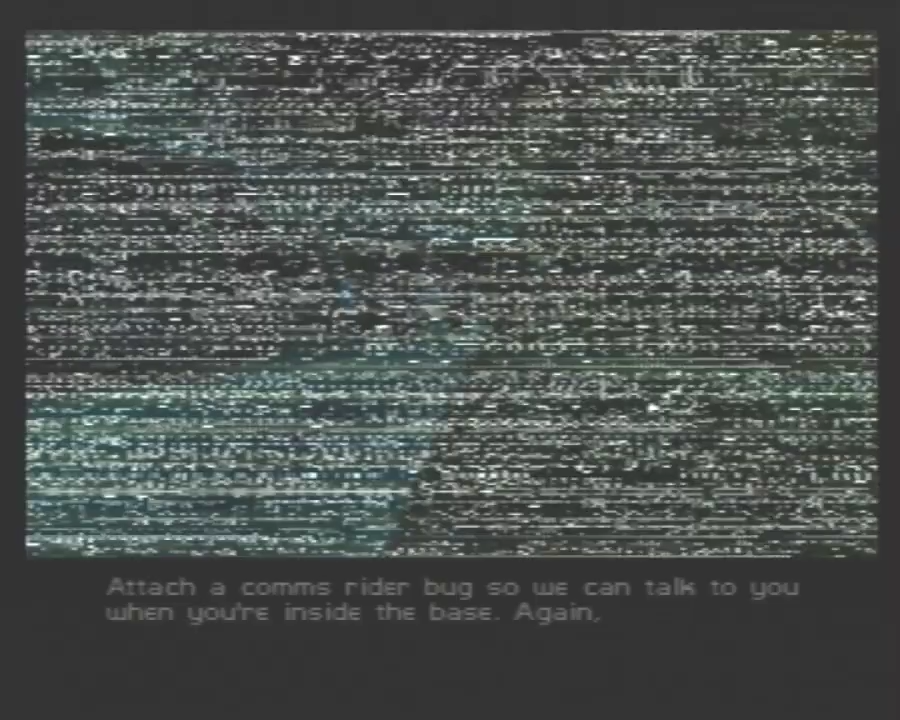 Attach a comms rider bug so we can talk to you
when you're inside the base. Again,